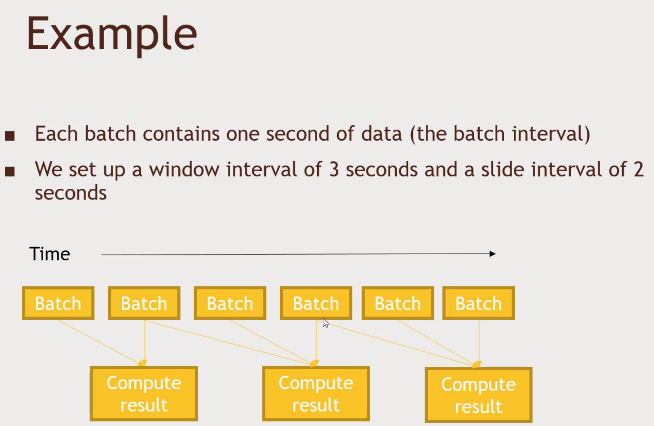 Example
Each batch contains one second of data (the batch interval)
We set up a window interval of 3 seconds and a slide interval of 2
seconds
Time
Batch Batch Batch Batch Batch Batch
Compute Compute Compute
result result result